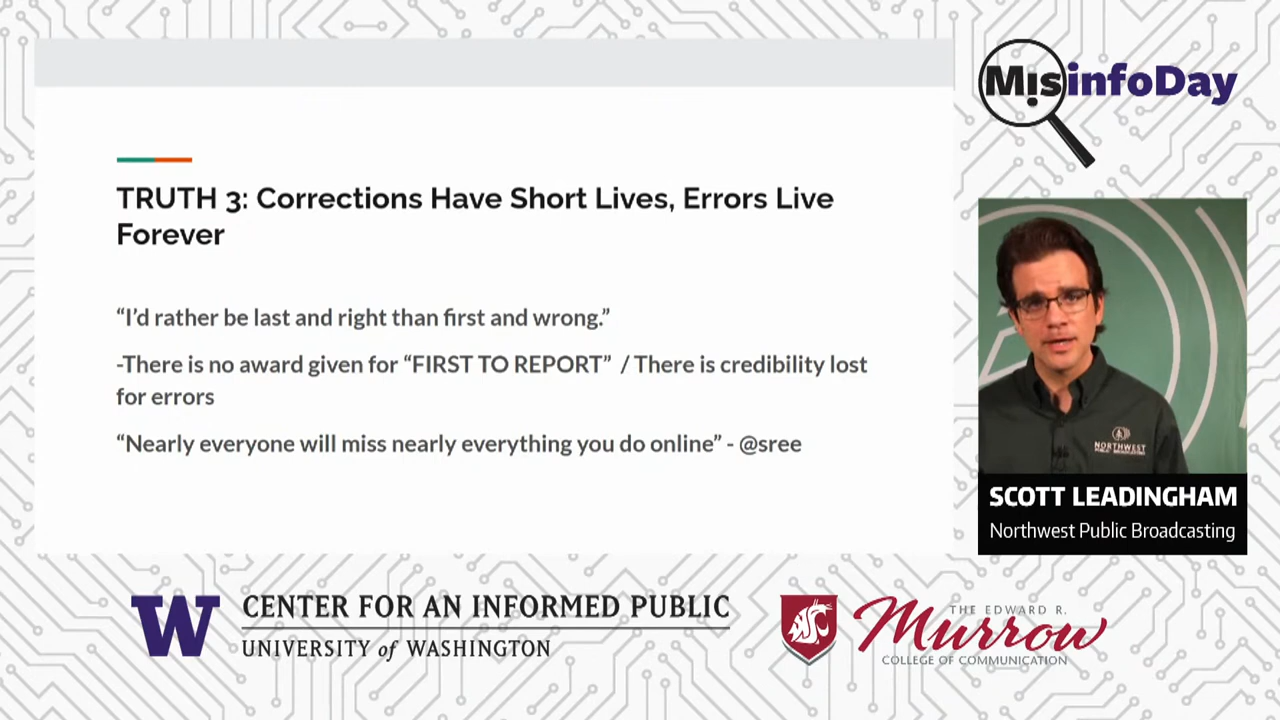 MisinfoDay
TRUTH 3: Corrections Have Short Lives, Errors Live
Forever
“I’d rather be last and right than first and wrong.”
-There is no award given for “FIRST TO REPORT” / There is credibility lost
for errors
“Nearly everyone will miss nearly everything you do online” - @sree
NORTHWEST
SCOTT LEADINGHAM
Northwest Public Broadcasting
W
CENTER FOR AN INFORMED PUBLIC
UNIVERSITY of WASHINGTON
THE EDWARD R.
Murrow
COLLEGE OF COMMUNICATION